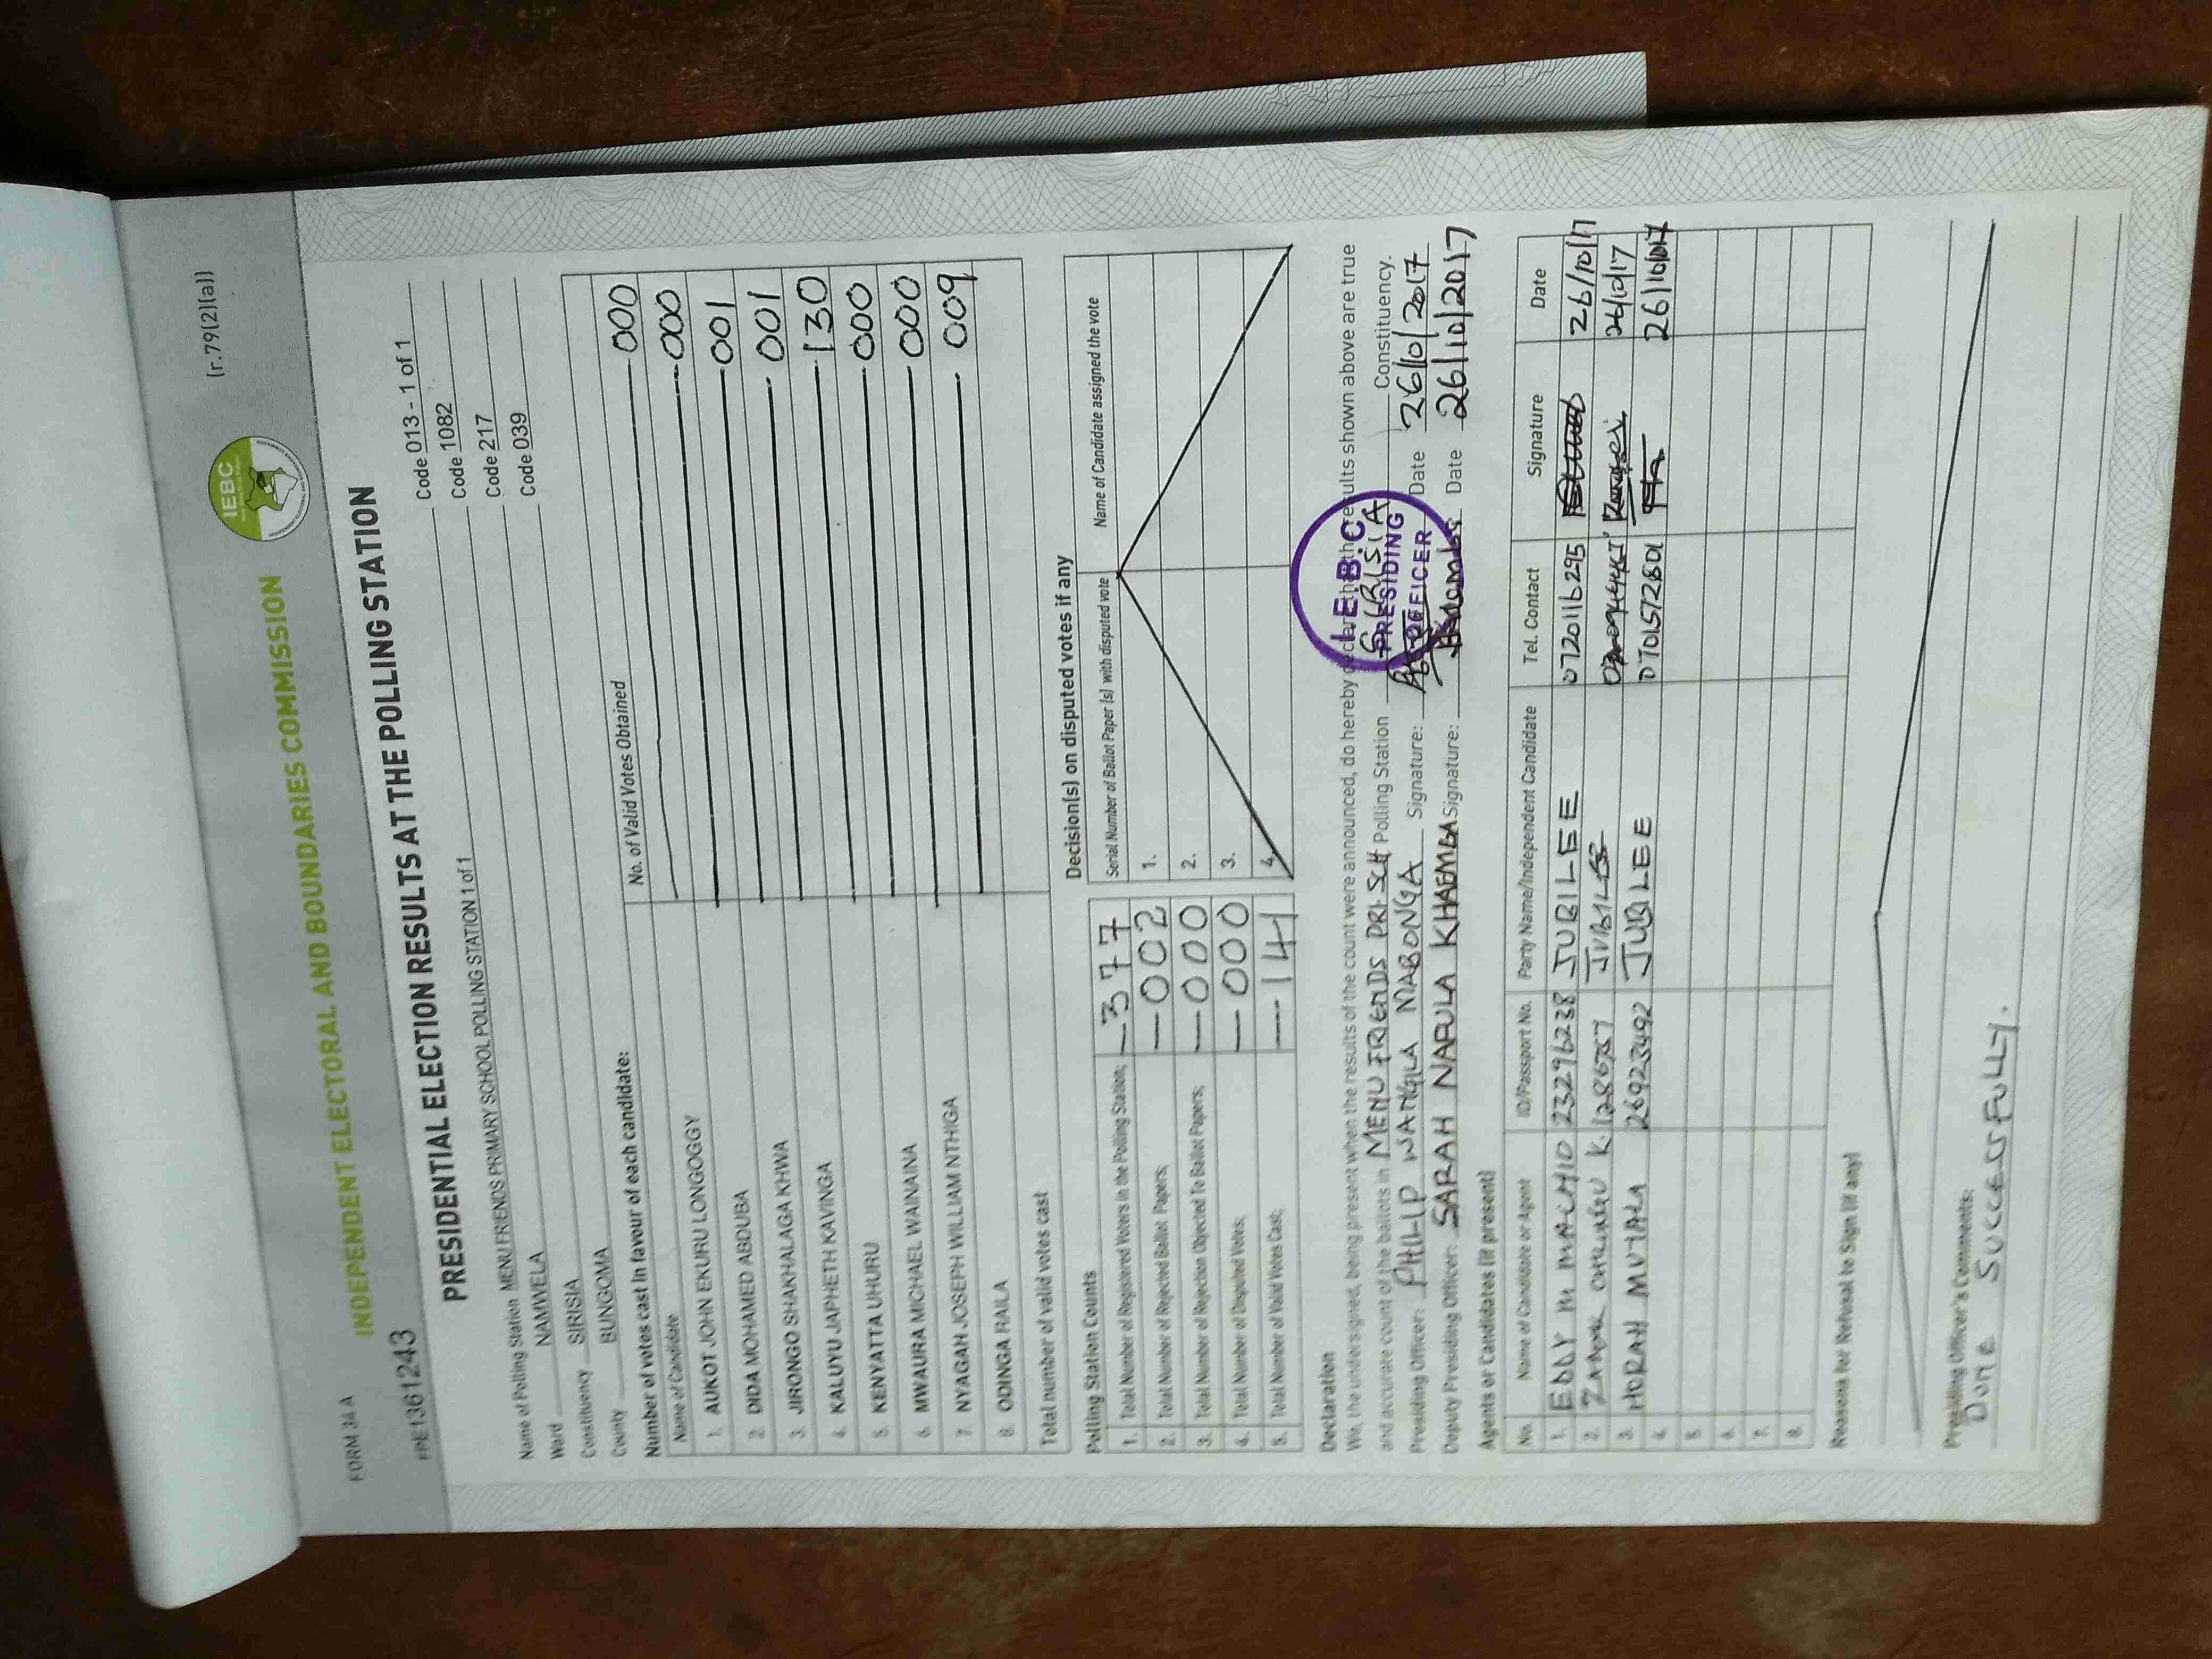 FORM 34 A
(r.79(2)(a))
IEBC
INDEPENDENT ELECTORAL AND BOUNDARIES COMMISSION
PRESIDENTIAL ELECTION RESULTS AT THE POLLING STATION
PPE1361243
Name of Polling Station MENU FRIENDS PRIMARY SCHOOL POLLING STATION 1 of 1 Code 013 - 1 of 1
Ward NAMWELA Code 1082
Constituency SIRISIA Code 217
County BUNGOMA Code 039
Number of votes cast in favour of each candidate:
Name of Candidate No. of Valid Votes Obtained
1. AUKOT JOHN EKURU LONGOGGY 000
2. DIDA MOHAMED ABDUBA 000
3. JIRONGO SHAKHALAGA KHWA 001
4. KALUYU JAPHETH KAVINGA 001
5. KENYATTA UHURU 130
6. MWAURA MICHAEL WAINAINA 000
7. NYAGAH JOSEPH WILLIAM NTHIGA 000
8. ODINGA RAILA 009
Total number of valid votes cast
Polling Station Counts
1. Total Number of Registered Voters in the Polling Station; 377
2. Total Number of Rejected Ballot Papers; 002
3. Total Number of Rejection Objected To Ballot Papers; 000
4. Total Number of Disputed Votes; 000
5. Total Number of Valid Votes Cast; 141
Decision(s) on disputed votes if any
Serial Number of Ballot Paper (s) with disputed vote Name of Candidate assigned the vote
1.
2.
3.
4.
Declaration
We, the undersigned, being present when the results of the count were announced, do hereby declare that the results shown above are true
and accurate count of the ballots in MENU FRIENDS PRI SCH Polling Station SIRISIA Constituency.
Presiding Officer: PHILIP WANGILA MABONGA Signature: Date 26/10/2017
Deputy Presiding Officer: SARAH NAFULA KHAEMBA Signature: Date 26/10/2017
I.E.B.C
PRESIDING
OFFICER
Agents or Candidates (if present)
No. Name of Candidate or Agent ID/Passport No. Party Name/Independent Candidate Tel. Contact Signature Date
1. EDDY M MACHIO 23296238 JUBILEE 0720116295 26/10/17
2. JUBILEE 26/10/17
3. HORAH MUTALA 26923492 JUBILEE 0701572601 26/10/17
4.
5.
6.
7.
8.
Reasons for Refusal to Sign (if any)
Presiding Officer's Comments:
DONE SUCCESSFULLY.